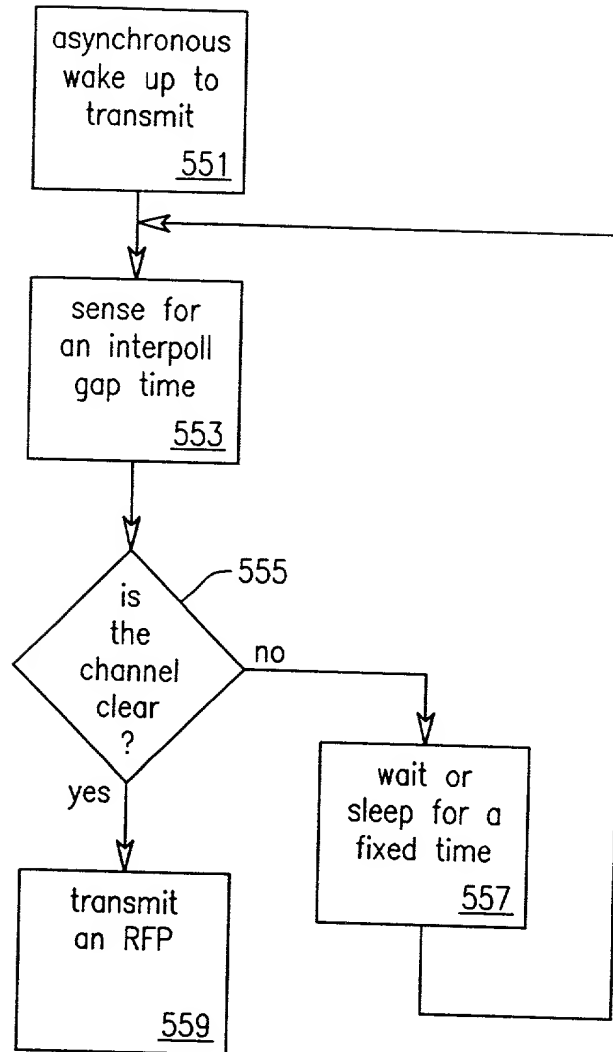 asynchronous
wake up to
transmit
551
sense for
an interpoll
gap time
553
555
is
the
channel
clear
?
no
yes
wait or
sleep for a
fixed time
557
transmit
an RFP
559